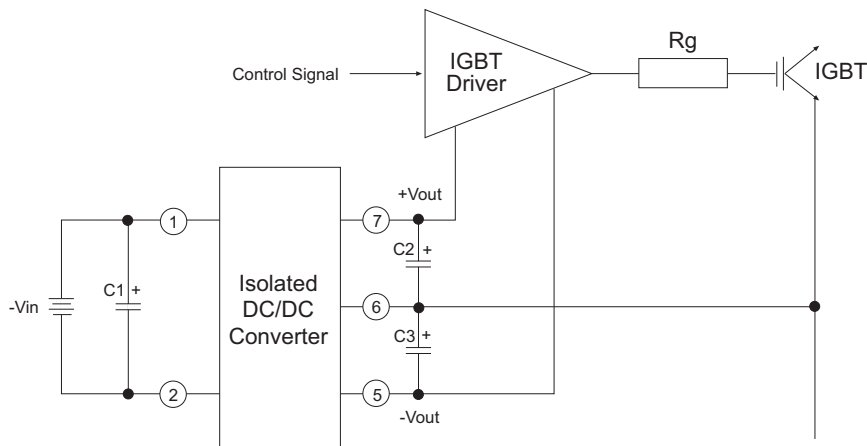 IGBT
Driver
Rg
IGBT
Control Signal
+Vout
1
7
C2 +
C1 +
-Vin
Isolated
DC/DC
Converter
6
C3 +
2
5
-Vout